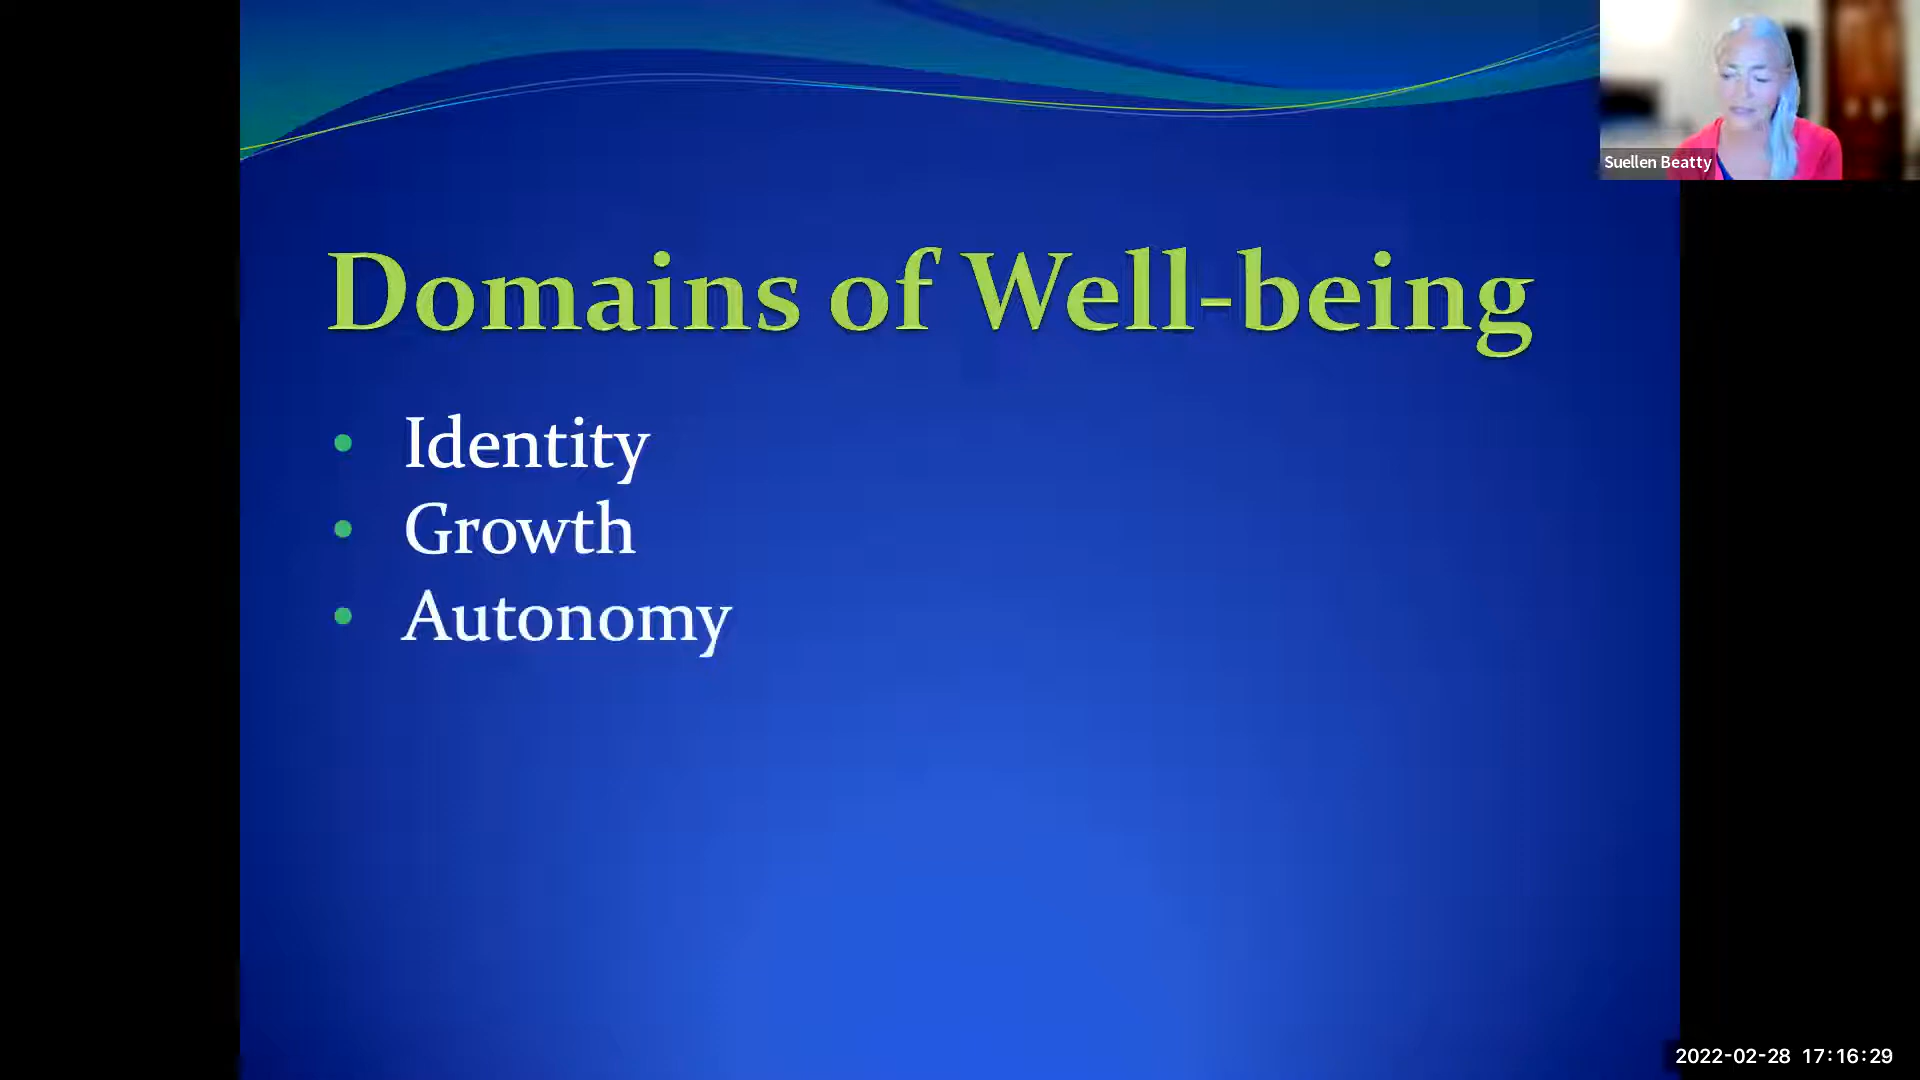 Suellen Beatty
Domains of Well-being
• Identity
• Growth
• Autonomy
2022-02-28 17:16:29